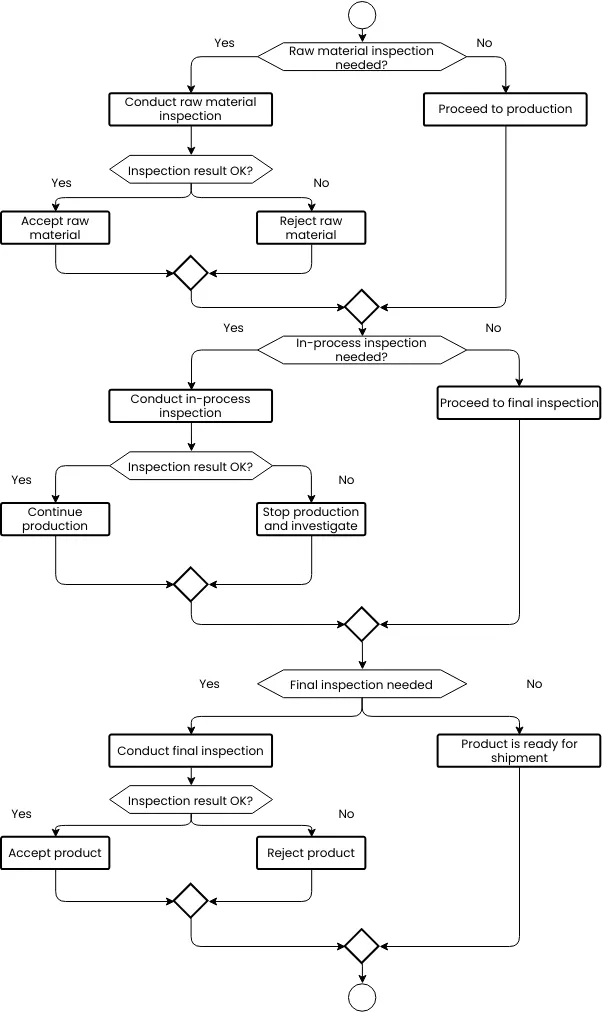 Yes
Raw material inspection
needed?
No
Conduct raw material
inspection
Proceed to production
Inspection result OK?
Yes
No
Accept raw
material
Reject raw
material
Yes
In-process inspection
needed?
No
Conduct in-process
inspection
Proceed to final inspection
Inspection result OK?
Yes
No
Continue
production
Stop production
and investigate
Yes
Final inspection needed
No
Conduct final inspection
Product is ready for
shipment
Inspection result OK?
Yes
No
Accept product
Reject product